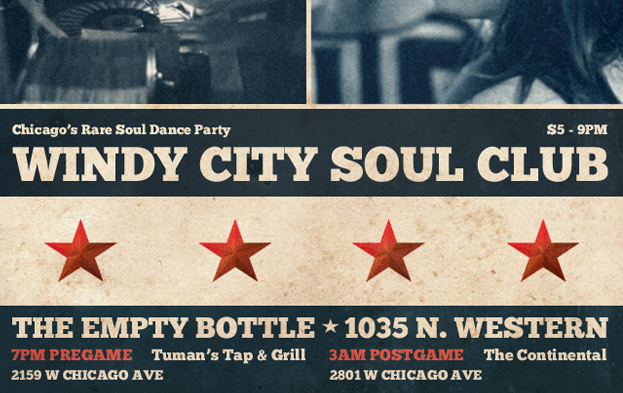 Chicago's Rare Soul Dance Party $5 - 9PM
WINDY CITY SOUL CLUB
THE EMPTY BOTTLE ★ 1035 N. WESTERN
7PM PREGAME Tuman's Tap & Grill 3AM POSTGAME The Continental
2159 W CHICAGO AVE 2801 W CHICAGO AVE